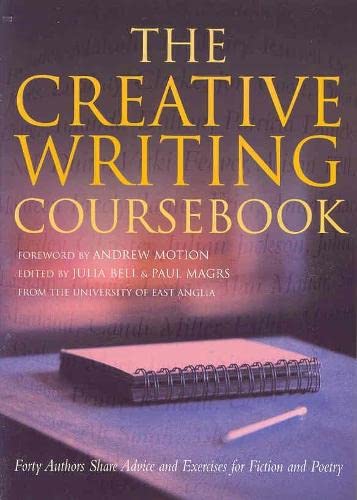 THE
CREATIVE
WRITING
COURSEBOOK
FOREWORD BY ANDREW MOTION
EDITED BY JULIA BELL & PAUL MAGRS
FROM THE UNIVERSITY OF EAST ANGLIA
Forty Authors Share Advice and Exercises for Fiction and Poetry